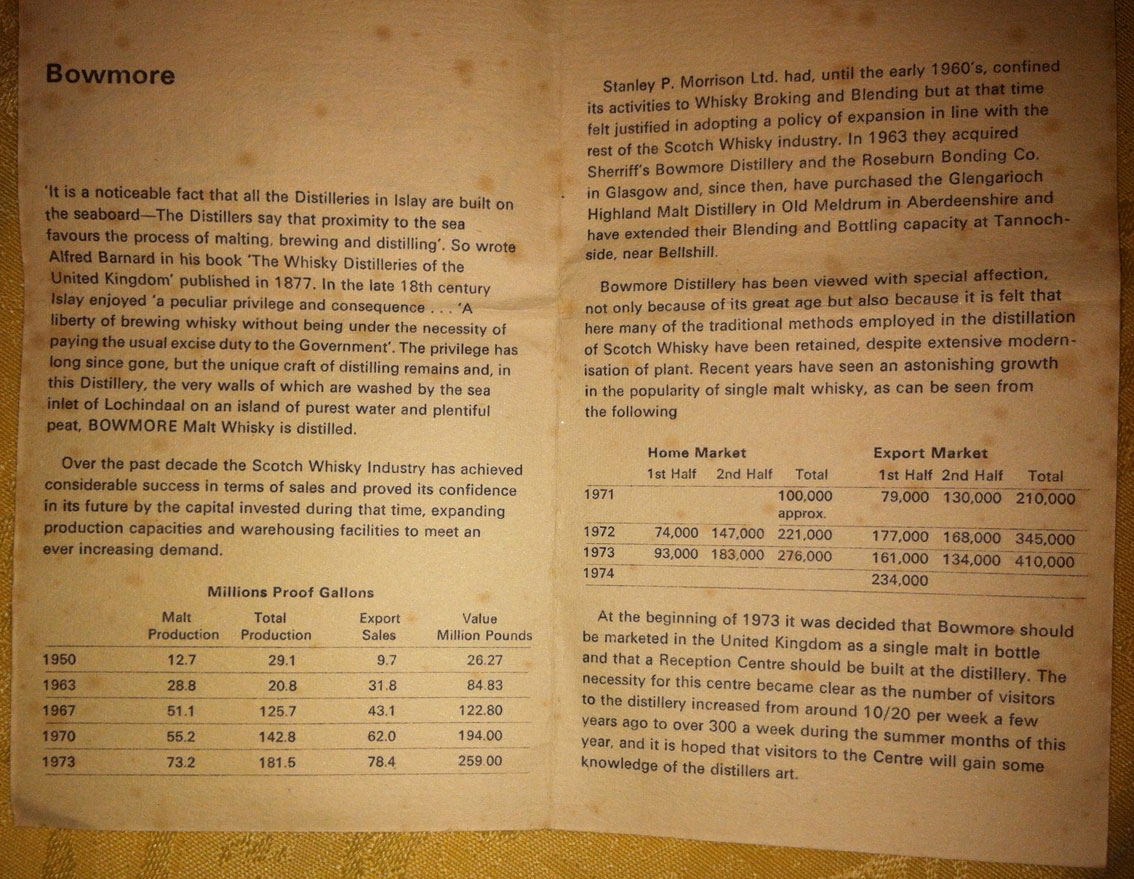 Bowmore
'It is a noticeable fact that all the Distilleries in Islay are built on
the seaboard—The Distillers say that proximity to the sea
favours the process of malting, brewing and distilling'. So wrote
Alfred Barnard in his book 'The Whisky Distilleries of the
United Kingdom' published in 1877. In the late 18th century
Islay enjoyed 'a peculiar privilege and consequence . . . 'A
liberty of brewing whisky without being under the necessity of
paying the usual excise duty to the Government'. The privilege has
long since gone, but the unique craft of distilling remains and, in
this Distillery, the very walls of which are washed by the sea
inlet of Lochindaal on an island of purest water and plentiful
peat, BOWMORE Malt Whisky is distilled.
Over the past decade the Scotch Whisky Industry has achieved
considerable success in terms of sales and proved its confidence
in its future by the capital invested during that time, expanding
production capacities and warehousing facilities to meet an
ever increasing demand.
Millions Proof Gallons
Malt Total Export Value
Production Production Sales Million Pounds
1950 12.7 29.1 9.7 26.27
1963 28.8 20.8 31.8 84.83
1967 51.1 125.7 43.1 122.80
1970 55.2 142.8 62.0 194.00
1973 73.2 181.5 78.4 259.00
Stanley P. Morrison Ltd. had, until the early 1960's, confined
its activities to Whisky Broking and Blending but at that time
felt justified in adopting a policy of expansion in line with the
rest of the Scotch Whisky industry. In 1963 they acquired
Sherriff's Bowmore Distillery and the Roseburn Bonding Co.
in Glasgow and, since then, have purchased the Glengarioch
Highland Malt Distillery in Old Meldrum in Aberdeenshire and
have extended their Blending and Bottling capacity at Tannoch-
side, near Bellshill.
Bowmore Distillery has been viewed with special affection,
not only because of its great age but also because it is felt that
here many of the traditional methods employed in the distillation
of Scotch Whisky have been retained, despite extensive modern-
isation of plant. Recent years have seen an astonishing growth
in the popularity of single malt whisky, as can be seen from
the following
Home Market Export Market
1st Half 2nd Half Total 1st Half 2nd Half Total
1971 100,000 79,000 130,000 210,000
approx.
1972 74,000 147,000 221,000 177,000 168,000 345,000
1973 93,000 183,000 276,000 161,000 134,000 410,000
1974 234,000
At the beginning of 1973 it was decided that Bowmore should
be marketed in the United Kingdom as a single malt in bottle
and that a Reception Centre should be built at the distillery. The
necessity for this centre became clear as the number of visitors
to the distillery increased from around 10/20 per week a few
years ago to over 300 a week during the summer months of this
year, and it is hoped that visitors to the Centre will gain some
knowledge of the distillers art.